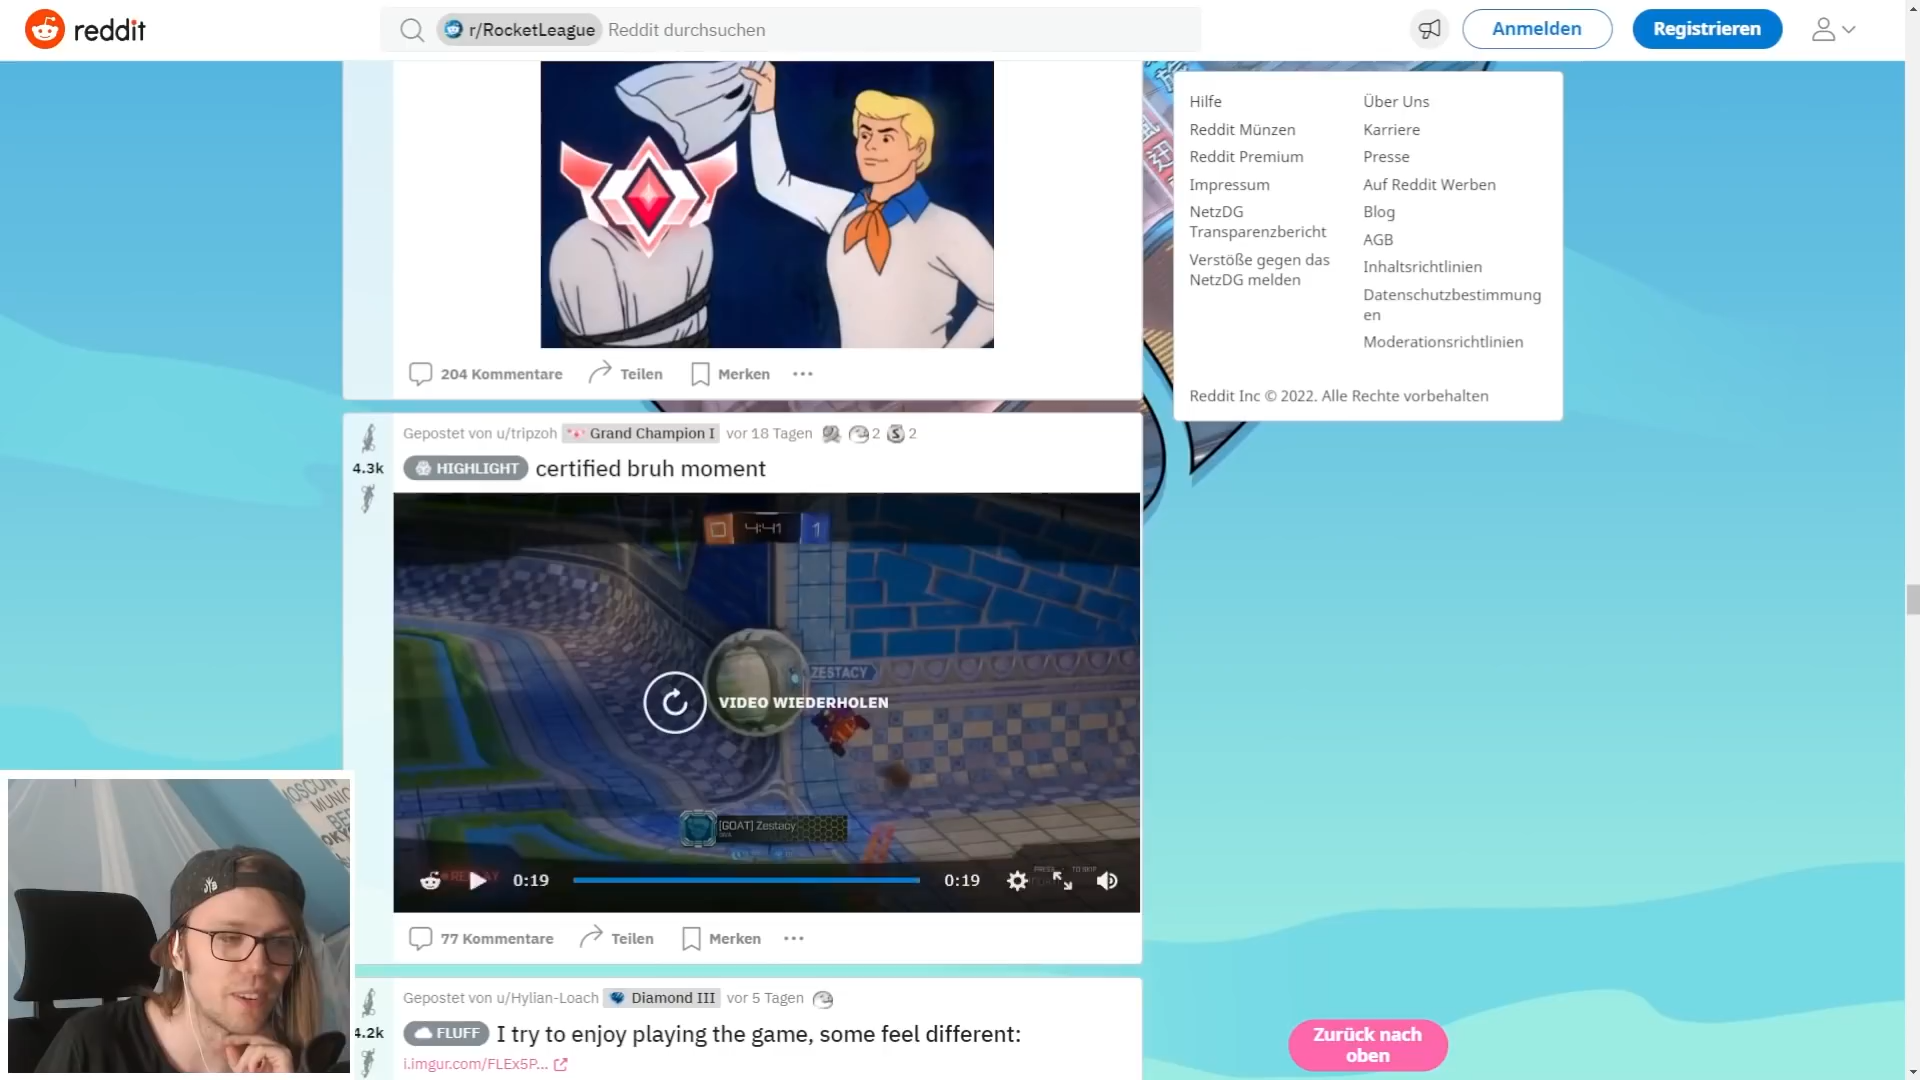 reddit
r/RocketLeague Reddit durchsuchen
Anmelden
Registrieren
Hilfe
Reddit Münzen
Reddit Premium
Impressum
NetzDG
Transparenzbericht
Verstöße gegen das
NetzDG melden
Über Uns
Karriere
Presse
Auf Reddit Werben
Blog
AGB
Inhaltsrichtlinien
Datenschutzbestimmung
en
Moderationsrichtlinien
Reddit Inc © 2022. Alle Rechte vorbehalten
204 Kommentare Teilen Merken
Gepostet von u/tripzoh Grand Champion I vor 18 Tagen 2 2
4.3k
HIGHLIGHT certified bruh moment
4:41 1
ZESTACY
VIDEO WIEDERHOLEN
[GOAT] Zestacy
REPLAY
0:19 0:19
77 Kommentare Teilen Merken
Gepostet von u/Hylian-Loach Diamond III vor 5 Tagen
4.2k
FLUFF I try to enjoy playing the game, some feel different:
i.imgur.com/FLEx5P...
Zurück nach
oben
MOSCOW
MUNIC